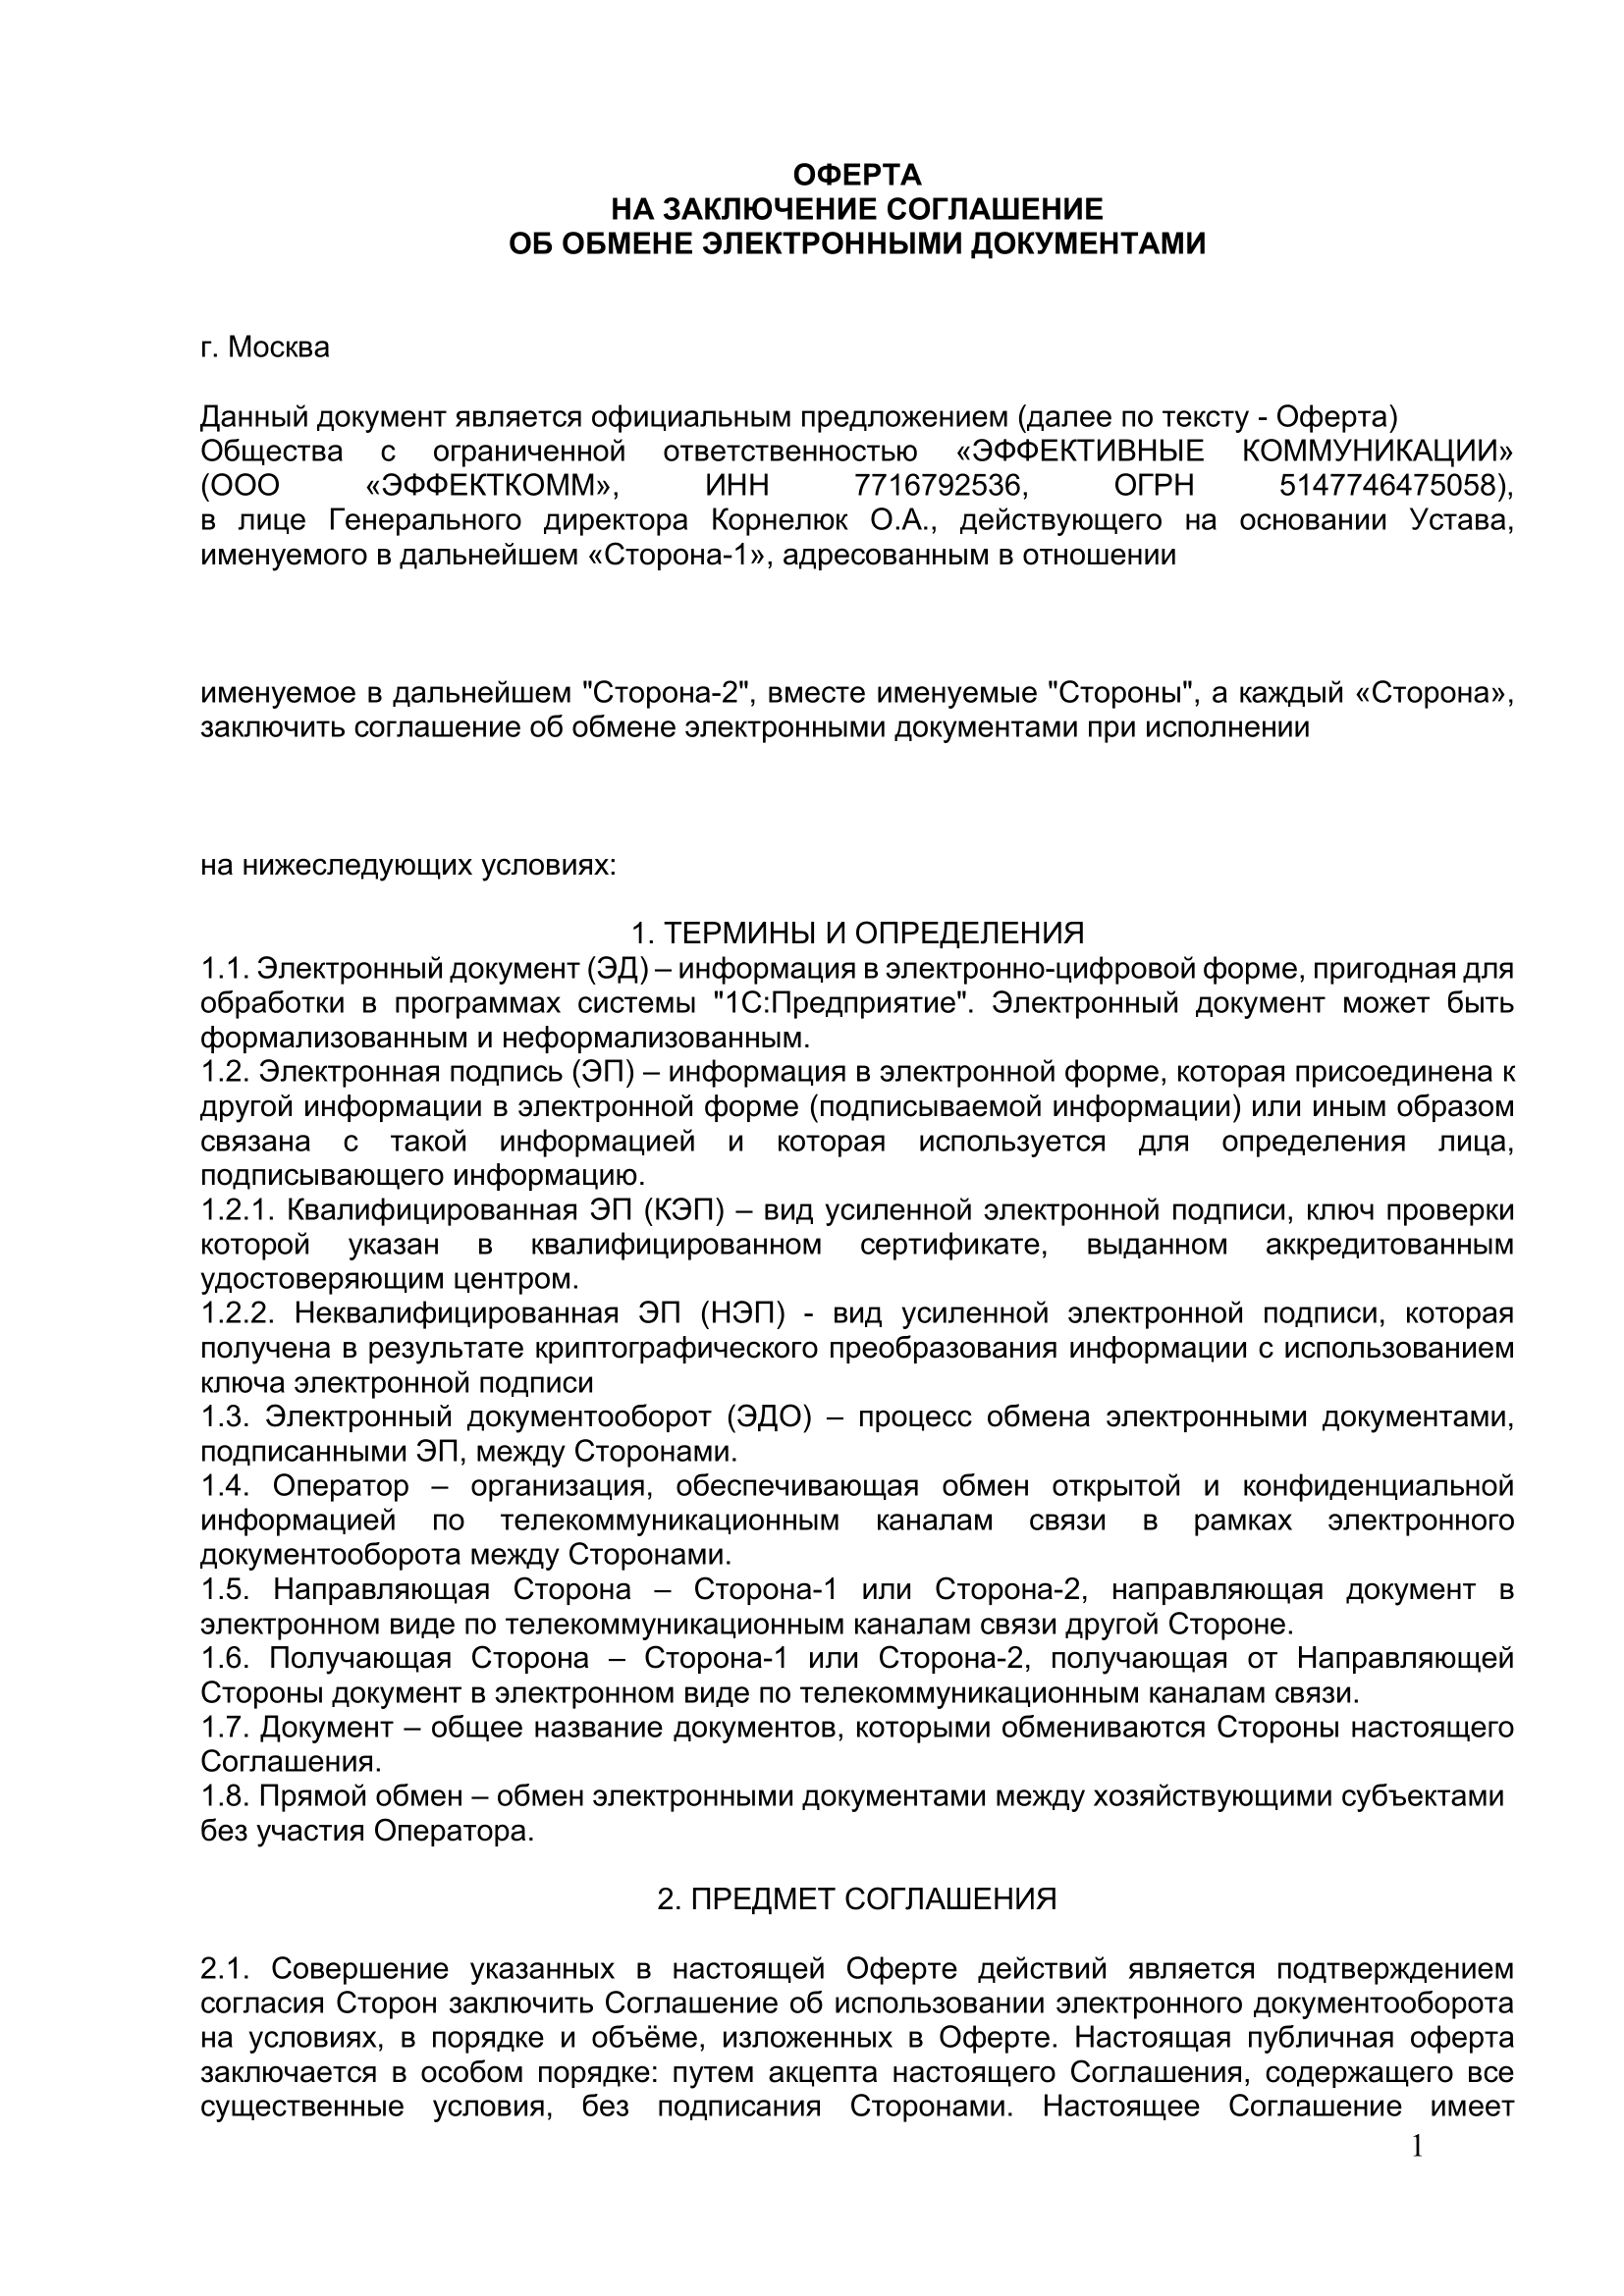 ОФЕРТА
НА ЗАКЛЮЧЕНИЕ СОГЛАШЕНИЕ
ОБ ОБМЕНЕ ЭЛЕКТРОННЫМИ ДОКУМЕНТАМИ
г. Москва
Данный документ является официальным предложением (далее по тексту - Оферта)
Общества с ограниченной ответственностью «ЭФФЕКТИВНЫЕ КОММУНИКАЦИИ»
(ООО «ЭФФЕКТКОММ», ИНН 7716792536, ОГРН 5147746475058),
в лице Генерального директора Корнелюк О.А., действующего на основании Устава,
именуемого в дальнейшем «Сторона-1», адресованным в отношении
именуемое в дальнейшем "Сторона-2", вместе именуемые "Стороны", а каждый «Сторона»,
заключить соглашение об обмене электронными документами при исполнении
на нижеследующих условиях:
1. ТЕРМИНЫ И ОПРЕДЕЛЕНИЯ
1.1. Электронный документ (ЭД) – информация в электронно-цифровой форме, пригодная для
обработки в программах системы "1С:Предприятие". Электронный документ может быть
формализованным и неформализованным.
1.2. Электронная подпись (ЭП) – информация в электронной форме, которая присоединена к
другой информации в электронной форме (подписываемой информации) или иным образом
связана с такой информацией и которая используется для определения лица,
подписывающего информацию.
1.2.1. Квалифицированная ЭП (КЭП) – вид усиленной электронной подписи, ключ проверки
которой указан в квалифицированном сертификате, выданном аккредитованным
удостоверяющим центром.
1.2.2. Неквалифицированная ЭП (НЭП) - вид усиленной электронной подписи, которая
получена в результате криптографического преобразования информации с использованием
ключа электронной подписи
1.3. Электронный документооборот (ЭДО) – процесс обмена электронными документами,
подписанными ЭП, между Сторонами.
1.4. Оператор – организация, обеспечивающая обмен открытой и конфиденциальной
информацией по телекоммуникационным каналам связи в рамках электронного
документооборота между Сторонами.
1.5. Направляющая Сторона – Сторона-1 или Сторона-2, направляющая документ в
электронном виде по телекоммуникационным каналам связи другой Стороне.
1.6. Получающая Сторона – Сторона-1 или Сторона-2, получающая от Направляющей
Стороны документ в электронном виде по телекоммуникационным каналам связи.
1.7. Документ – общее название документов, которыми обмениваются Стороны настоящего
Соглашения.
1.8. Прямой обмен – обмен электронными документами между хозяйствующими субъектами
без участия Оператора.
2. ПРЕДМЕТ СОГЛАШЕНИЯ
2.1. Совершение указанных в настоящей Оферте действий является подтверждением
согласия Сторон заключить Соглашение об использовании электронного документооборота
на условиях, в порядке и объёме, изложенных в Оферте. Настоящая публичная оферта
заключается в особом порядке: путем акцепта настоящего Соглашения, содержащего все
существенные условия, без подписания Сторонами. Настоящее Соглашение имеет
1